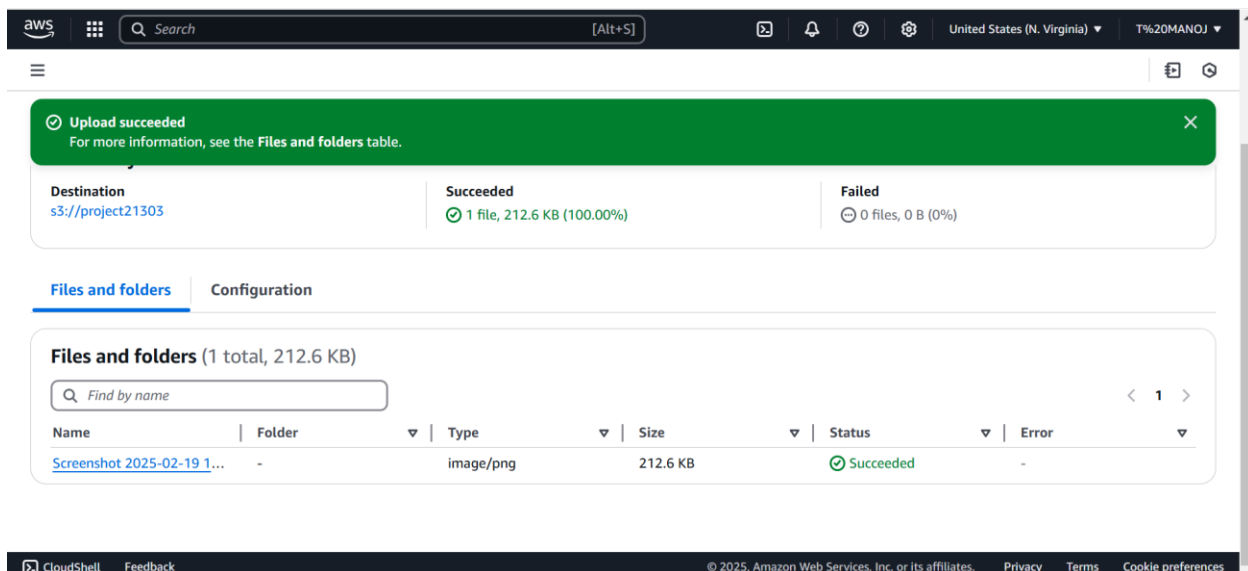 aws
Search [Alt+S] United States (N. Virginia) T%20MANOJ
Upload succeeded
For more information, see the Files and folders table.
Destination Succeeded Failed
s3://project21303 1 file, 212.6 KB (100.00%) 0 files, 0 B (0%)
Files and folders Configuration
Files and folders (1 total, 212.6 KB)
Find by name 1
Name Folder Type Size Status Error
Screenshot 2025-02-19 1... - image/png 212.6 KB Succeeded -
CloudShell Feedback © 2025, Amazon Web Services, Inc. or its affiliates. Privacy Terms Cookie preferences